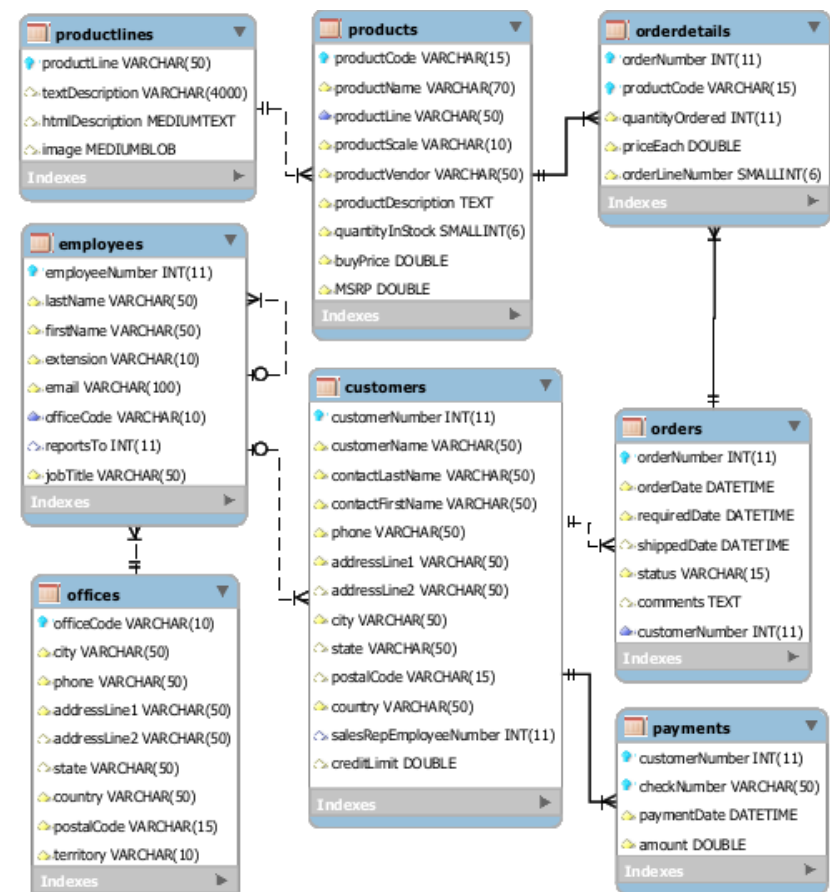 productlines
productLine VARCHAR(50)
textDescription VARCHAR(4000)
htmlDescription MEDIUMTEXT
image MEDIUMBLOB
Indexes
products
productCode VARCHAR(15)
productName VARCHAR(70)
productLine VARCHAR(50)
productScale VARCHAR(10)
productVendor VARCHAR(50)
productDescription TEXT
quantityInStock SMALLINT(6)
buyPrice DOUBLE
MSRP DOUBLE
Indexes
orderdetails
orderNumber INT(11)
productCode VARCHAR(15)
quantityOrdered INT(11)
priceEach DOUBLE
orderLineNumber SMALLINT(6)
Indexes
employees
employeeNumber INT(11)
lastName VARCHAR(50)
firstName VARCHAR(50)
extension VARCHAR(10)
email VARCHAR(100)
officeCode VARCHAR(10)
reportsTo INT(11)
jobTitle VARCHAR(50)
Indexes
customers
customerNumber INT(11)
customerName VARCHAR(50)
contactLastName VARCHAR(50)
contactFirstName VARCHAR(50)
phone VARCHAR(50)
addressLine1 VARCHAR(50)
addressLine2 VARCHAR(50)
city VARCHAR(50)
state VARCHAR(50)
postalCode VARCHAR(15)
country VARCHAR(50)
salesRepEmployeeNumber INT(11)
creditLimit DOUBLE
Indexes
orders
orderNumber INT(11)
orderDate DATETIME
requiredDate DATETIME
shippedDate DATETIME
status VARCHAR(15)
comments TEXT
customerNumber INT(11)
Indexes
offices
officeCode VARCHAR(10)
city VARCHAR(50)
phone VARCHAR(50)
addressLine1 VARCHAR(50)
addressLine2 VARCHAR(50)
state VARCHAR(50)
country VARCHAR(50)
postalCode VARCHAR(15)
territory VARCHAR(10)
Indexes
payments
customerNumber INT(11)
checkNumber VARCHAR(50)
paymentDate DATETIME
amount DOUBLE
Indexes